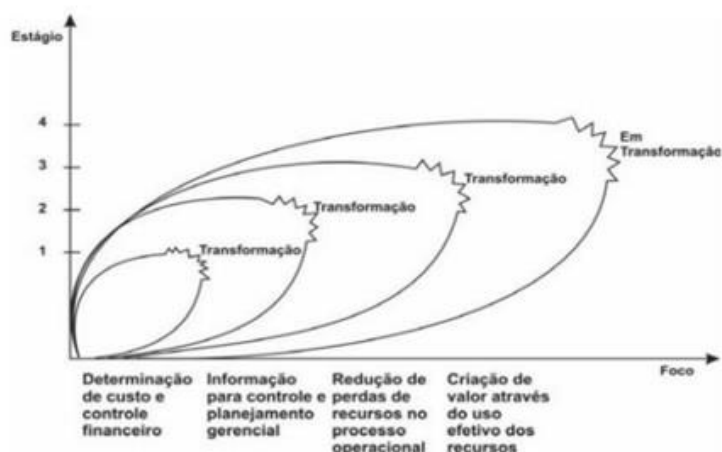 Estágio
4
Em
Transformação
3
Transformação
2
Transformação
1
Transformação
Foco
Determinação
de custo e
controle
financeiro
Informação
para controle e
planejamento
gerencial
Redução de
perdas de
recursos no
processo
operacional
Criação de
valor através
do uso
efetivo dos
recursos